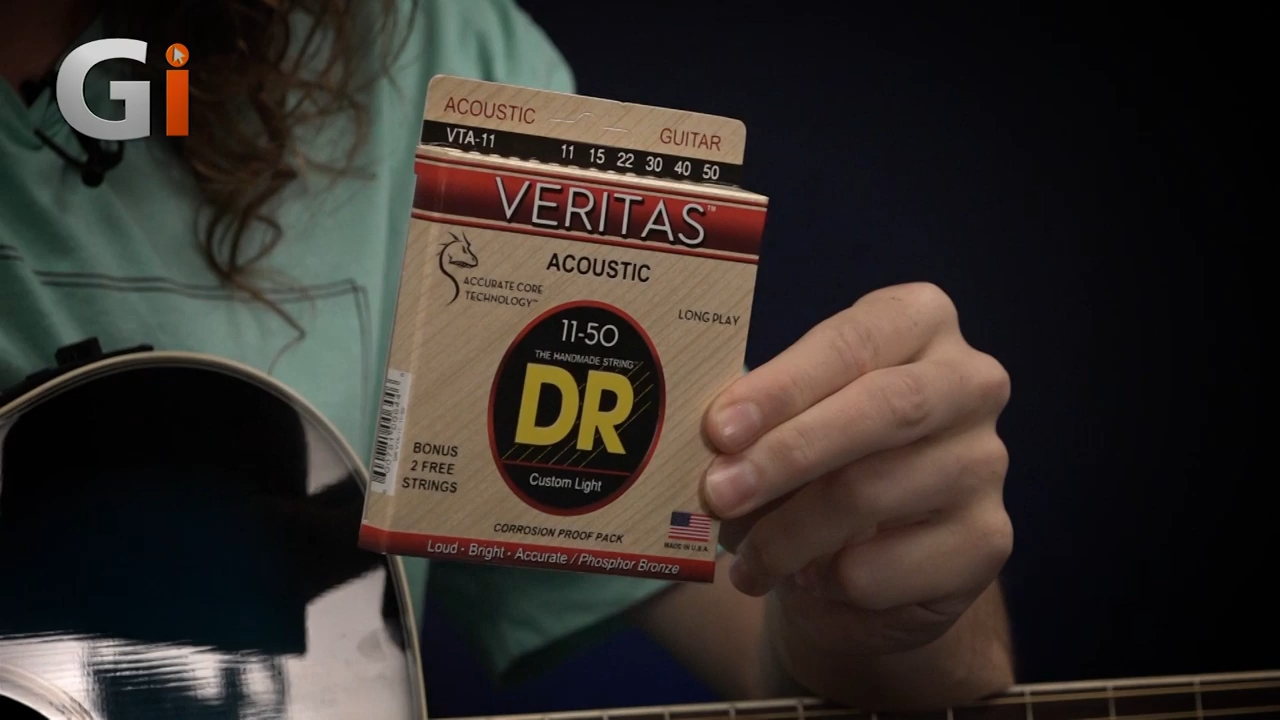 Gi
ACOUSTIC GUITAR
VTA-11 11 15 22 30 40 50
VERITAS™
ACOUSTIC
ACCURATE CORE
TECHNOLOGY™
LONG PLAY
11-50
THE HANDMADE STRING™
DR
Custom Light
BONUS
2 FREE
STRINGS
CORROSION PROOF PACK
MADE IN U.S.A.
Loud · Bright · Accurate / Phosphor Bronze